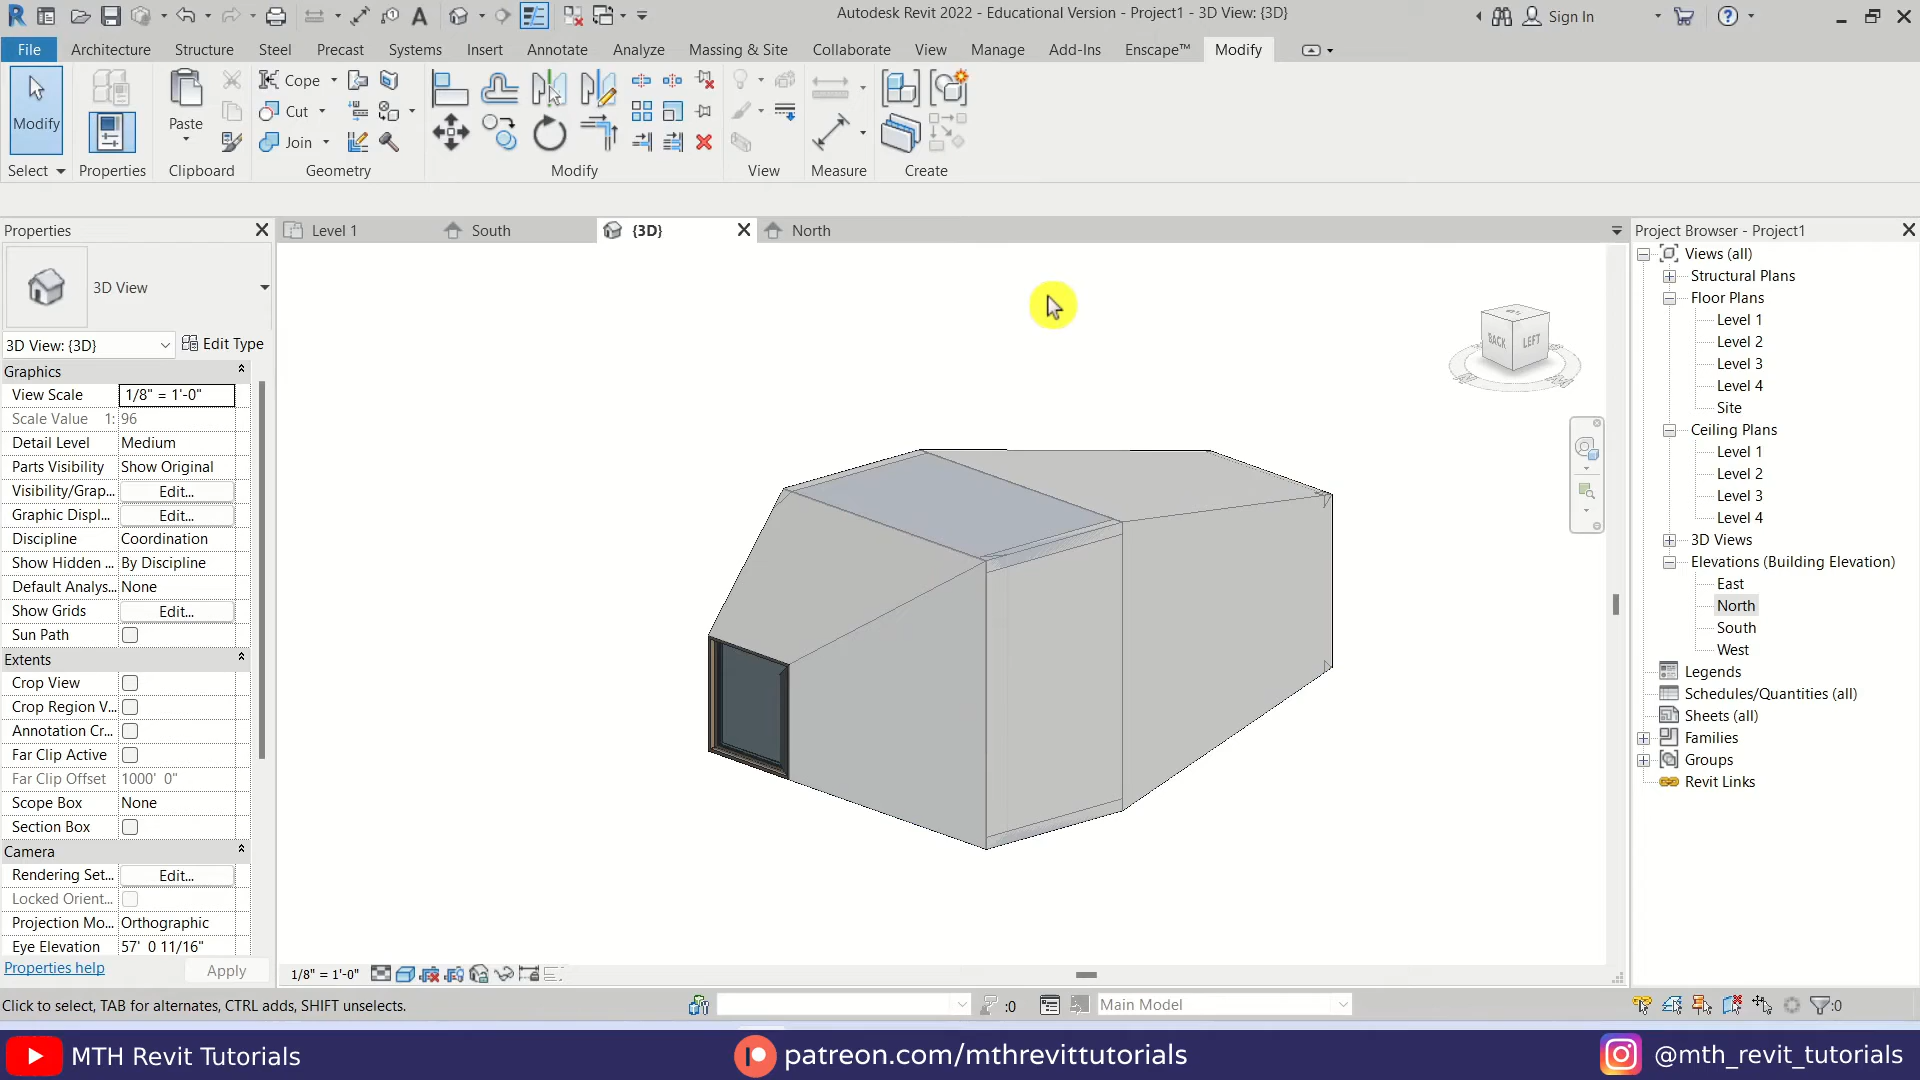 Autodesk Revit 2022 - Educational Version - Project1 - 3D View: {3D}
Sign In
File Architecture Structure Steel Precast Systems Insert Annotate Analyze Massing & Site Collaborate View Manage Add-Ins Enscape™ Modify
Modify
Paste
Cope
Cut
Join
Select Properties Clipboard Geometry Modify View Measure Create
Properties
3D View
3D View: {3D} Edit Type
Graphics
View Scale 1/8" = 1'-0"
Scale Value 1: 96
Detail Level Medium
Parts Visibility Show Original
Visibility/Grap... Edit...
Graphic Displ... Edit...
Discipline Coordination
Show Hidden ... By Discipline
Default Analys... None
Show Grids Edit...
Sun Path
Extents
Crop View
Crop Region V...
Annotation Cr...
Far Clip Active
Far Clip Offset 1000' 0"
Scope Box None
Section Box
Camera
Rendering Set... Edit...
Locked Orient...
Projection Mo... Orthographic
Eye Elevation 57' 0 11/16"
Properties help Apply
Level 1 South {3D} North
BACK LEFT
1/8" = 1'-0"
Project Browser - Project1
Views (all)
Structural Plans
Floor Plans
Level 1
Level 2
Level 3
Level 4
Site
Ceiling Plans
Level 1
Level 2
Level 3
Level 4
3D Views
Elevations (Building Elevation)
East
North
South
West
Legends
Schedules/Quantities (all)
Sheets (all)
Families
Groups
Revit Links
Click to select, TAB for alternates, CTRL adds, SHIFT unselects.
:0
Main Model
:0
MTH Revit Tutorials
patreon.com/mthrevittutorials
@mth_revit_tutorials